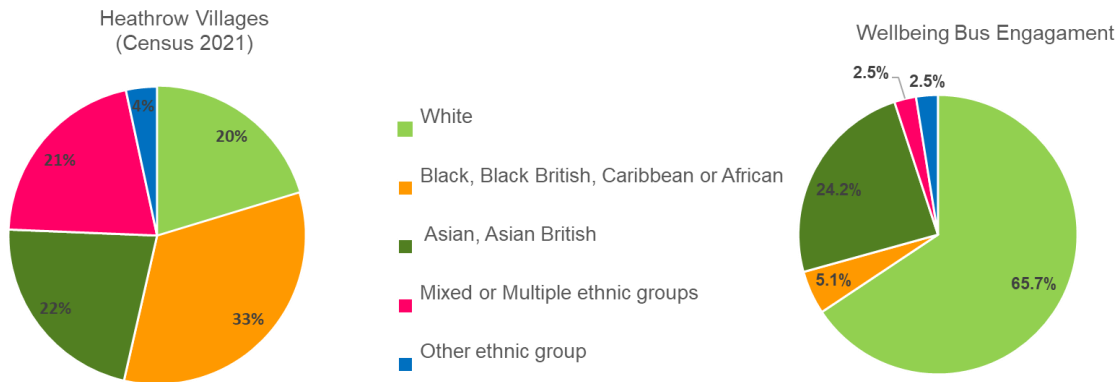 Heathrow Villages
(Census 2021)
4%
20%
21%
22%
33%
White
Black, Black British, Caribbean or African
Asian, Asian British
Mixed or Multiple ethnic groups
Other ethnic group
Wellbeing Bus Engagament
2.5%
2.5%
24.2%
5.1%
65.7%